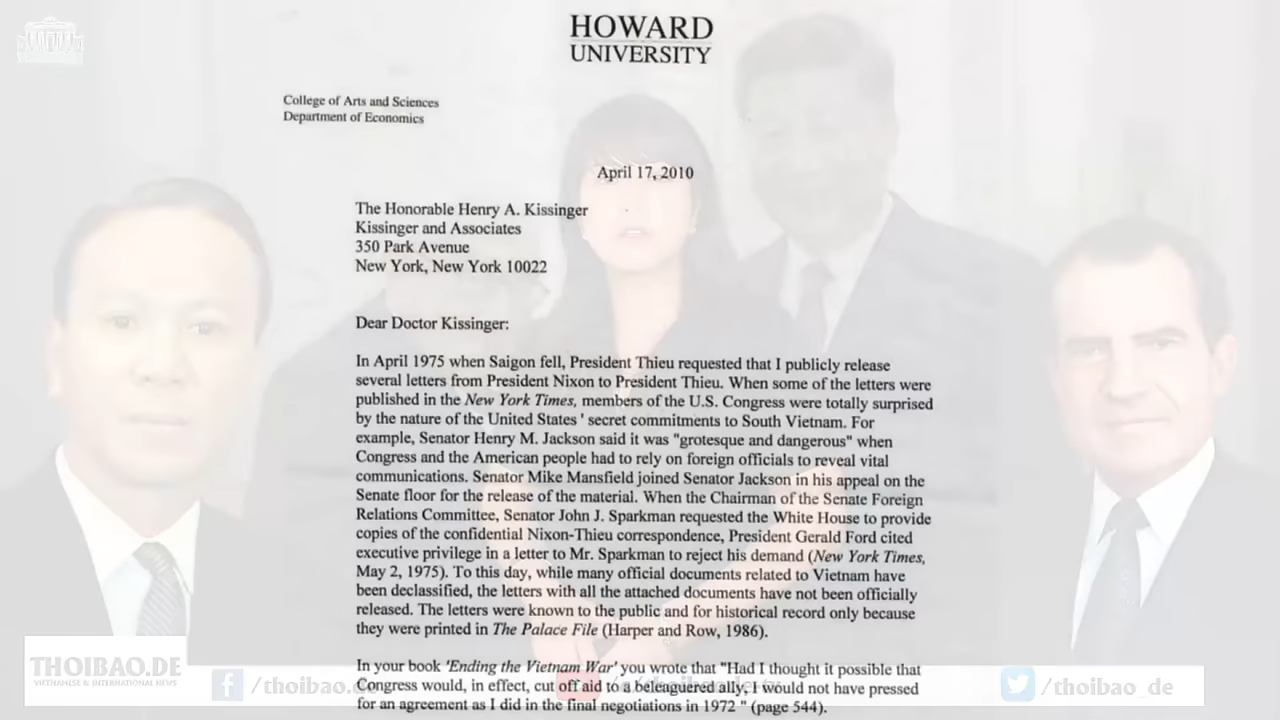 HOWARD
UNIVERSITY
College of Arts and Sciences
Department of Economics
April 17, 2010
The Honorable Henry A. Kissinger
Kissinger and Associates
350 Park Avenue
New York, New York 10022
Dear Doctor Kissinger:
In April 1975 when Saigon fell, President Thieu requested that I publicly release
several letters from President Nixon to President Thieu. When some of the letters were
published in the New York Times, members of the U.S. Congress were totally surprised
by the nature of the United States ' secret commitments to South Vietnam. For
example, Senator Henry M. Jackson said it was "grotesque and dangerous" when
Congress and the American people had to rely on foreign officials to reveal vital
communications. Senator Mike Mansfield joined Senator Jackson in his appeal on the
Senate floor for the release of the material. When the Chairman of the Senate Foreign
Relations Committee, Senator John J. Sparkman requested the White House to provide
copies of the confidential Nixon-Thieu correspondence, President Gerald Ford cited
executive privilege in a letter to Mr. Sparkman to reject his demand (New York Times,
May 2, 1975). To this day, while many official documents related to Vietnam have
been declassified, the letters with all the attached documents have not been officially
released. The letters were known to the public and for historical record only because
they were printed in The Palace File (Harper and Row, 1986).
In your book 'Ending the Vietnam War' you wrote that "Had I thought it possible that
Congress would, in effect, cut off aid to a beleaguered ally, I would not have pressed
for an agreement as I did in the final negotiations in 1972 " (page 544).
THOIBAO.DE
VIETNAMESE & INTERNATIONAL NEWS
/thoibao.de
/thoibao_de